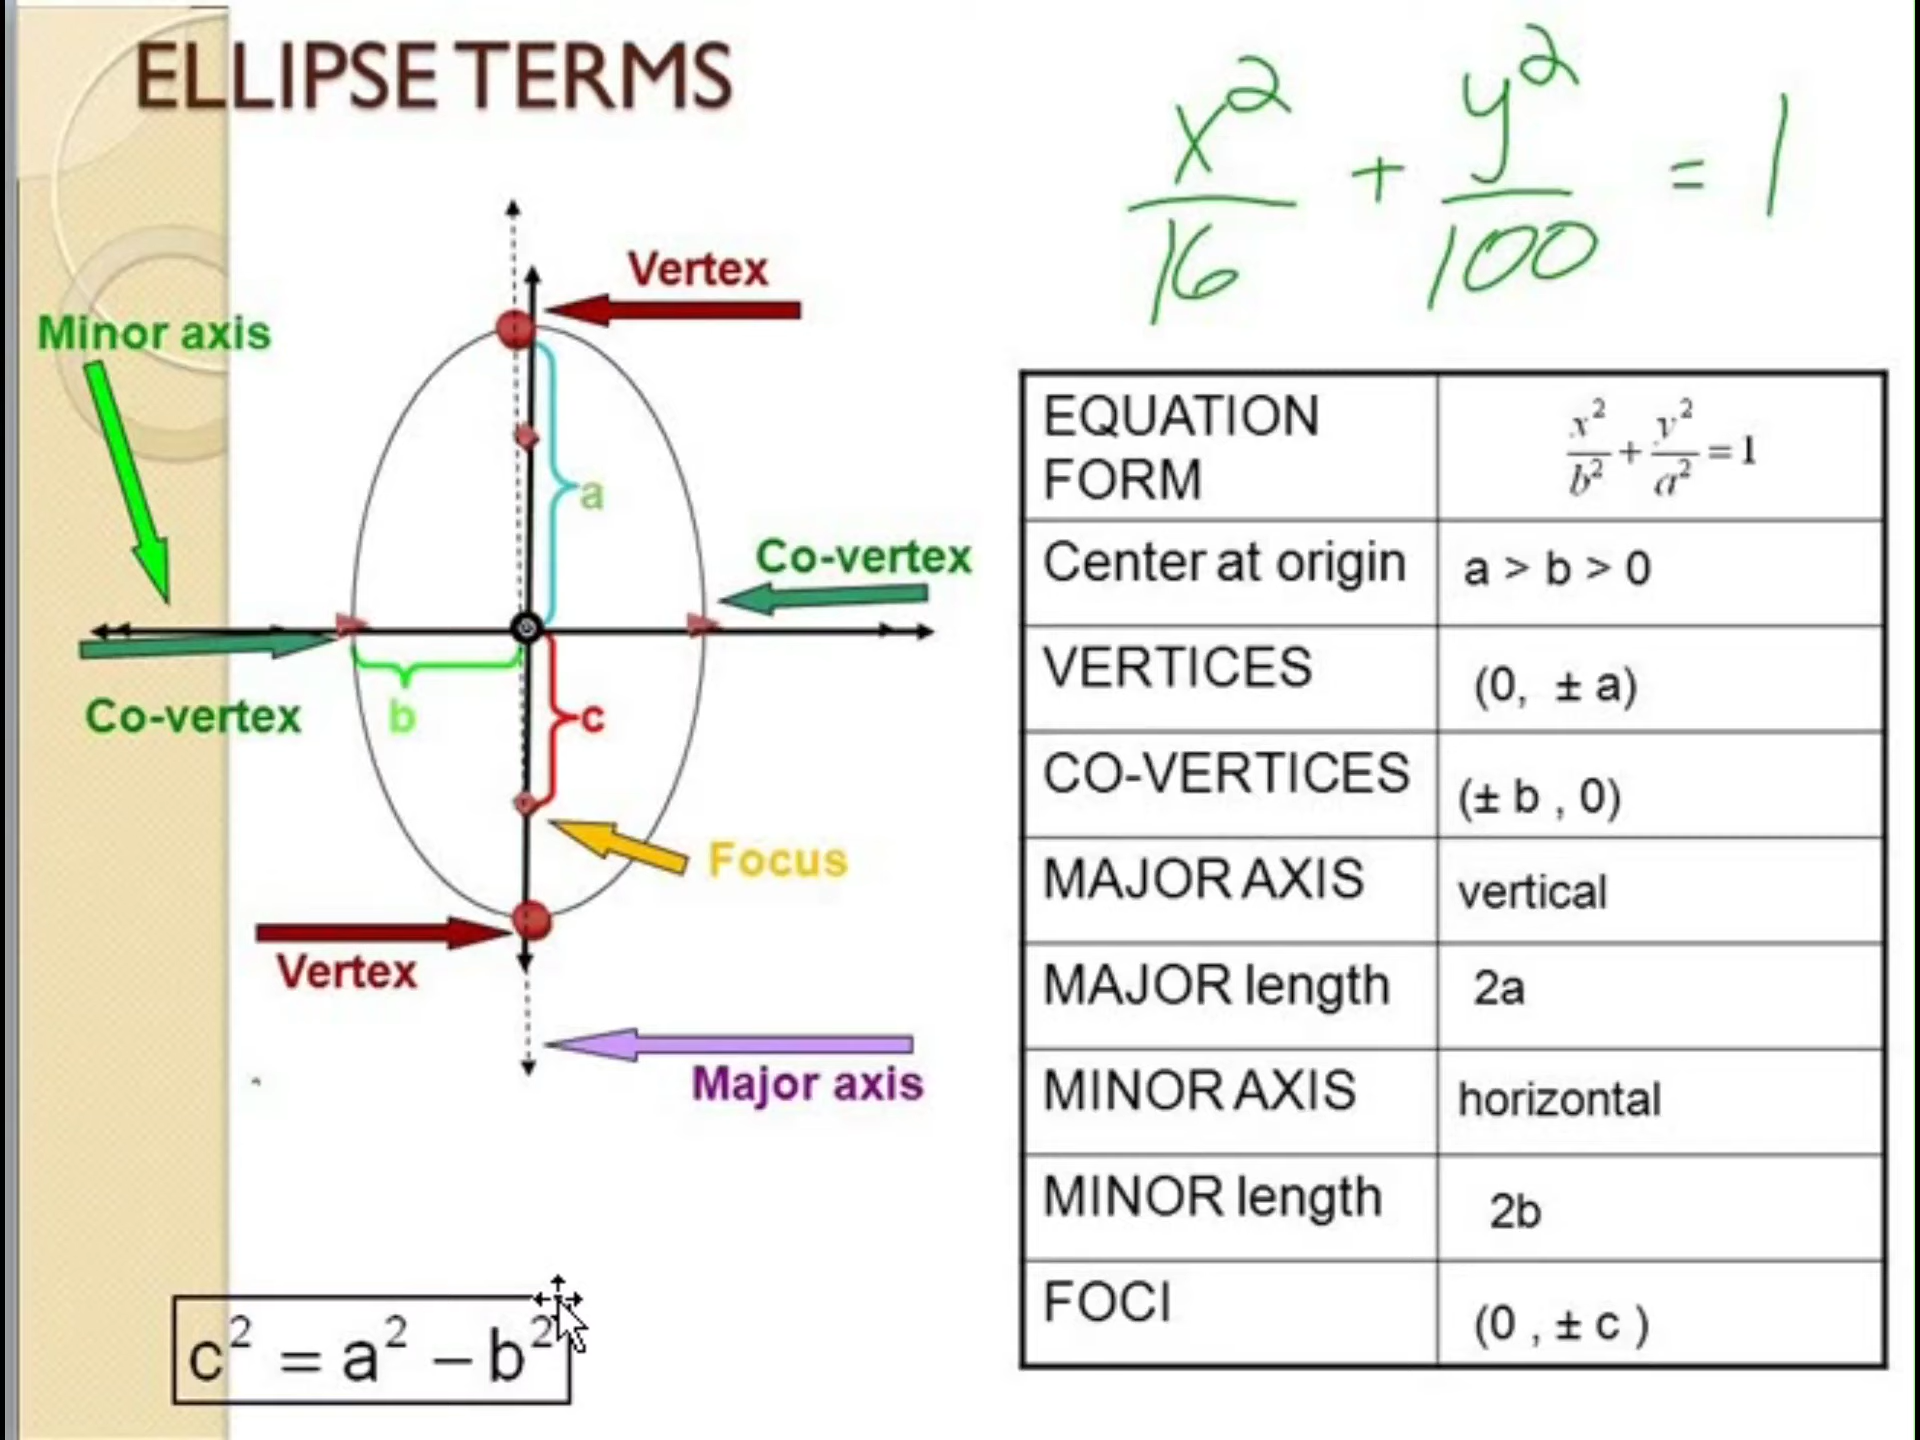 ELLIPSE TERMS
x² + y² = 1
16 100
Vertex
Minor axis
a
Co-vertex
Co-vertex
b
c
Focus
Vertex
Major axis
c² = a² − b²
EQUATION FORM x²/b² + y²/a² = 1
Center at origin a > b > 0
VERTICES (0, ± a)
CO-VERTICES (± b , 0)
MAJOR AXIS vertical
MAJOR length 2a
MINOR AXIS horizontal
MINOR length 2b
FOCI (0 , ± c )